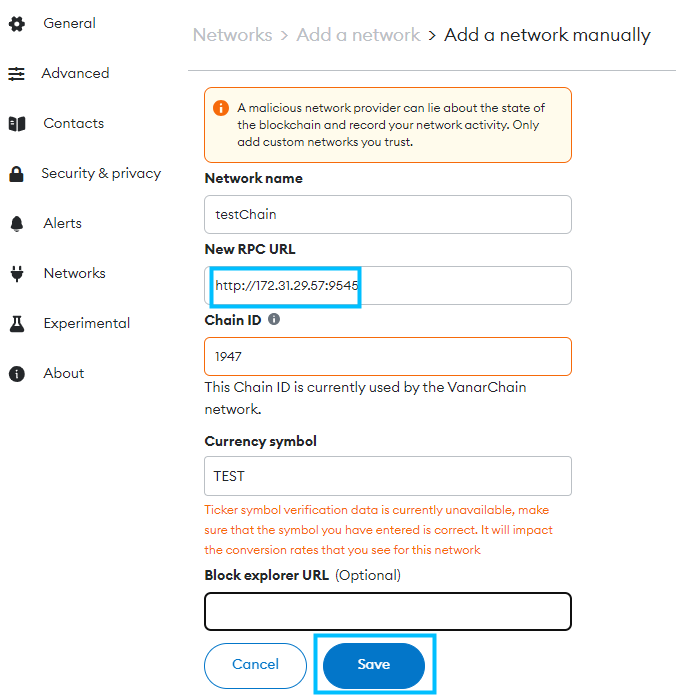 General
Advanced
Contacts
Security & privacy
Alerts
Networks
Experimental
About
Networks > Add a network > Add a network manually
A malicious network provider can lie about the state of
the blockchain and record your network activity. Only
add custom networks you trust.
Network name
testChain
New RPC URL
http://172.31.29.57:9545
Chain ID
1947
This Chain ID is currently used by the VanarChain
network.
Currency symbol
TEST
Ticker symbol verification data is currently unavailable, make
sure that the symbol you have entered is correct. It will impact
the conversion rates that you see for this network
Block explorer URL (Optional)
Cancel
Save